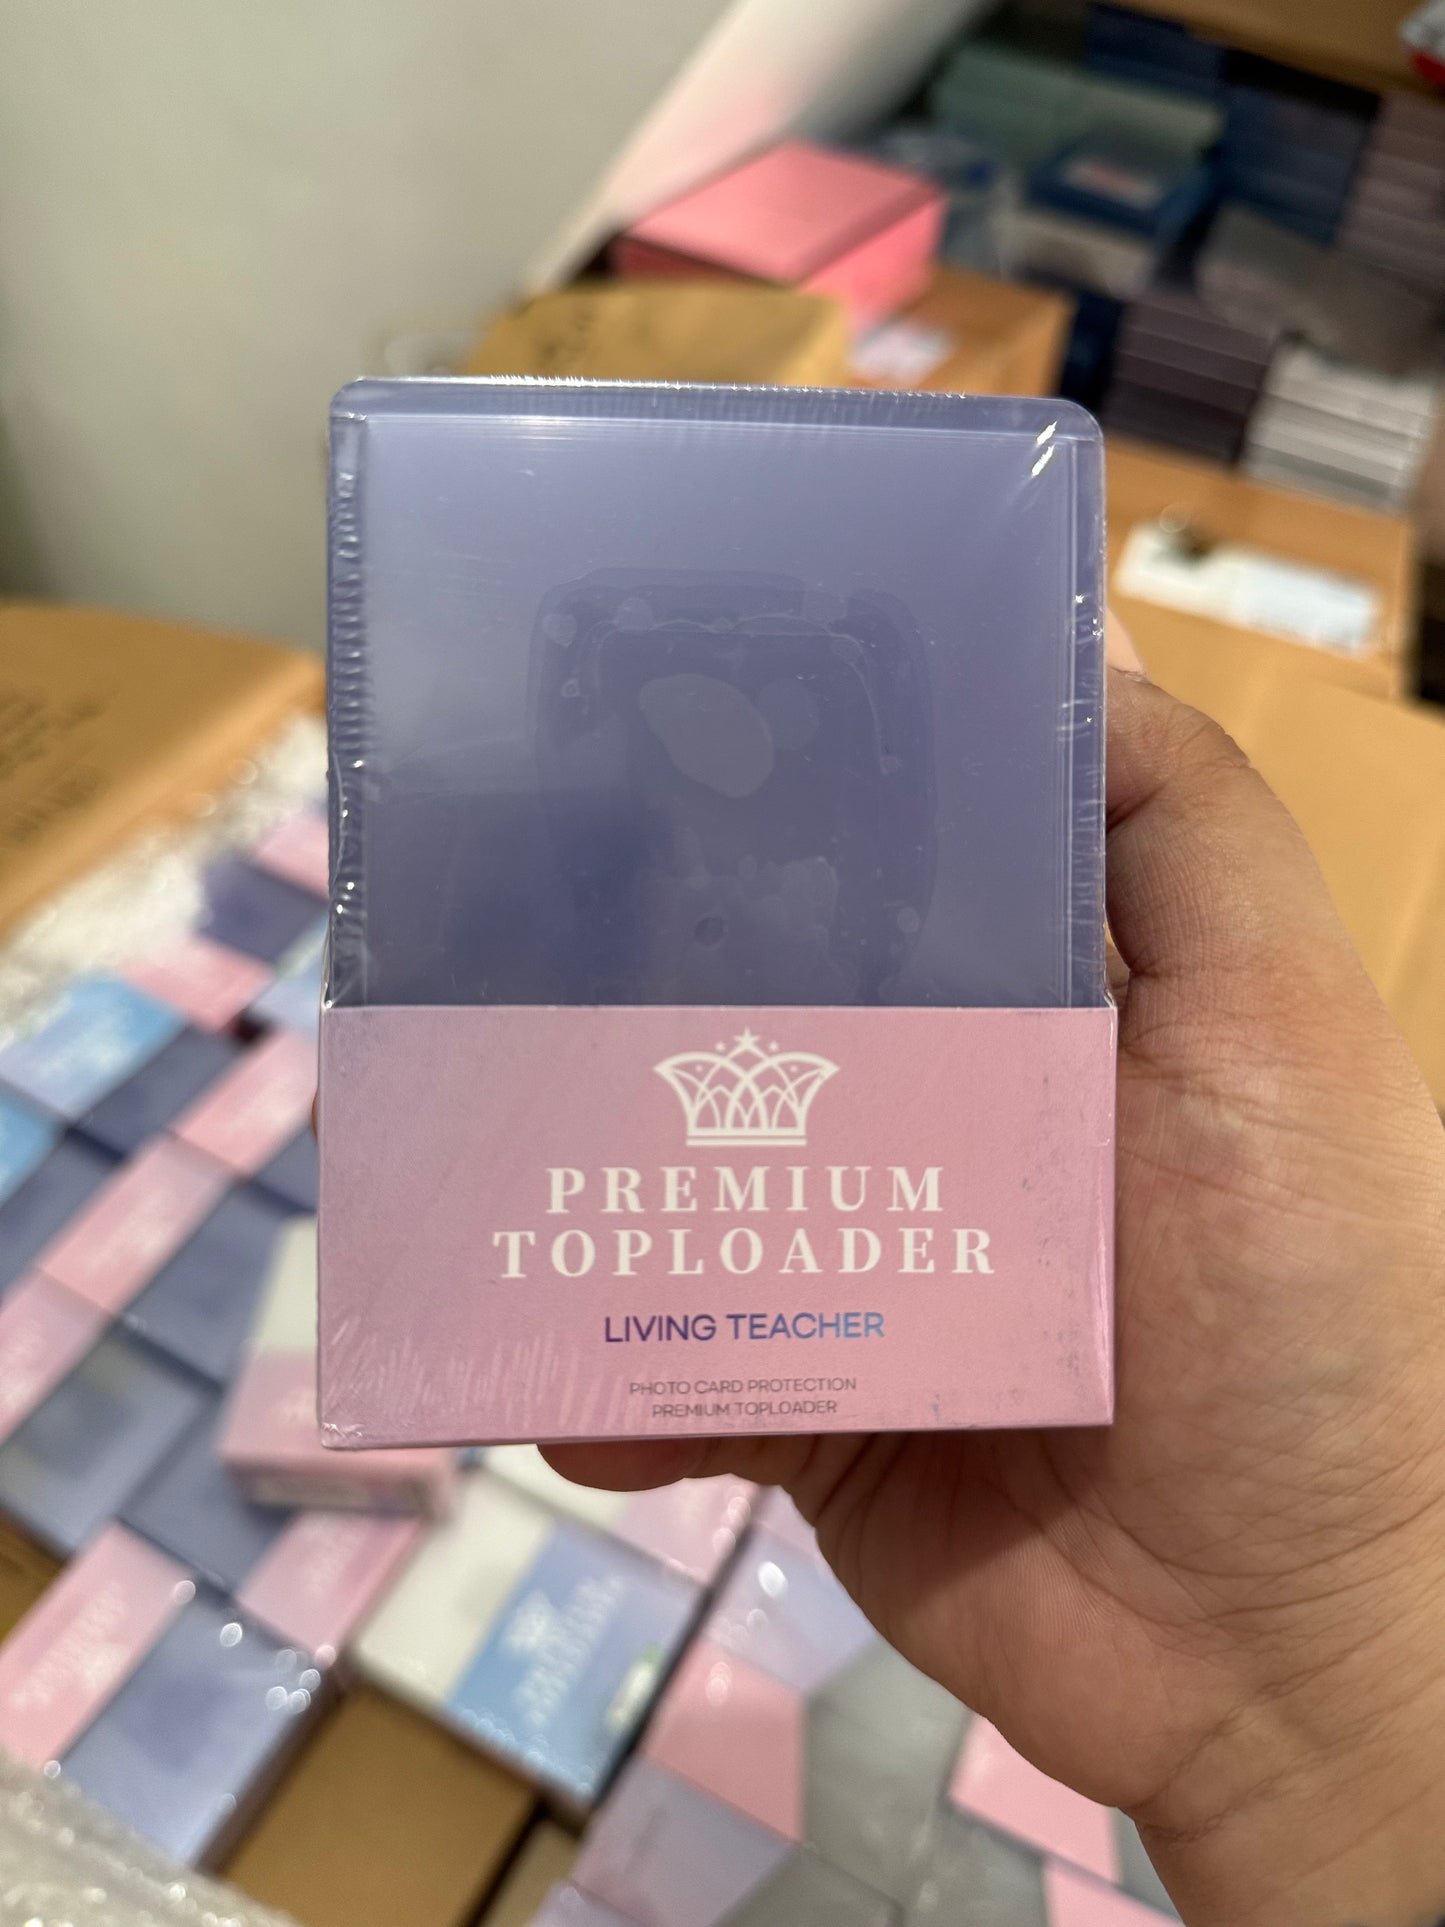 PREMIUM
TOPLOADER
LIVING TEACHER
PHOTO CARD PROTECTION
PREMIUM TOPLOADER